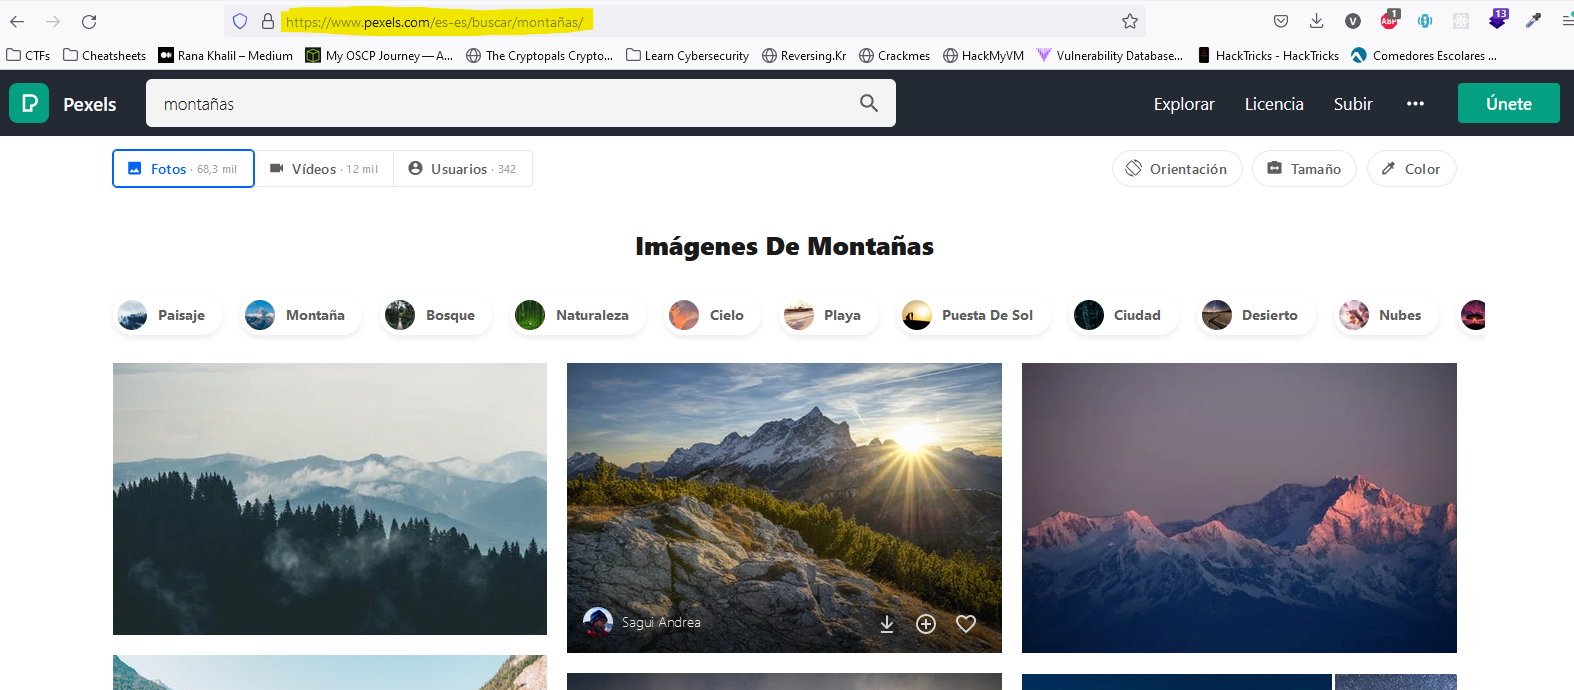 https://www.pexels.com/es-es/buscar/montañas/
V ABP 1 13
CTFs Cheatsheets Rana Khalil – Medium My OSCP Journey — A... The Cryptopals Crypto... Learn Cybersecurity Reversing.Kr Crackmes HackMyVM Vulnerability Database... HackTricks - HackTricks Comedores Escolares ...
Pexels montañas Explorar Licencia Subir ••• Únete
Fotos · 68,3 mil Vídeos · 12 mil Usuarios · 342 Orientación Tamaño Color
Imágenes De Montañas
Paisaje Montaña Bosque Naturaleza Cielo Playa Puesta De Sol Ciudad Desierto Nubes
Sagui Andrea